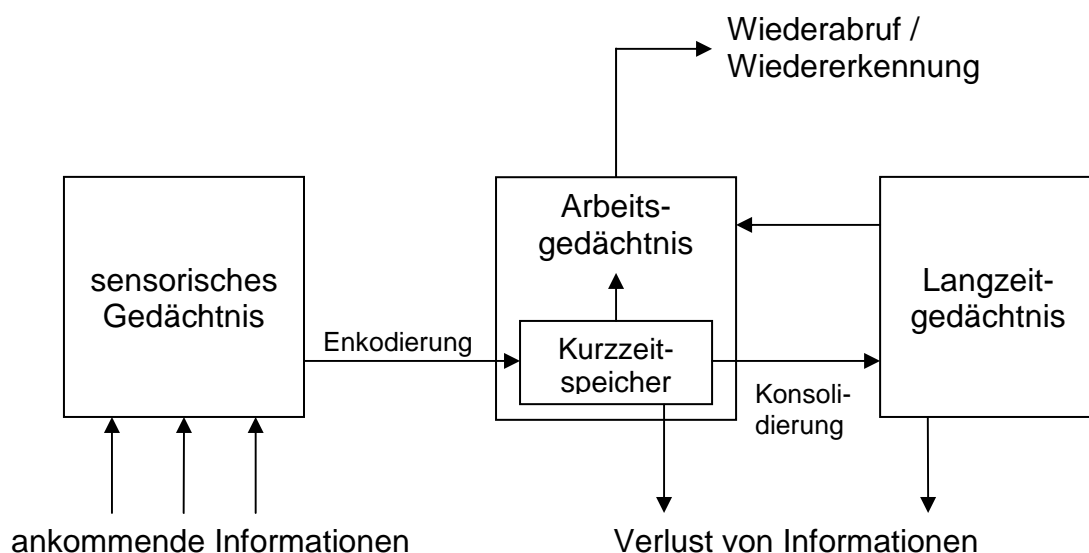 Wiederabruf /
Wiedererkennung
Arbeits-
gedächtnis
sensorisches
Gedächtnis
Langzeit-
gedächtnis
Enkodierung
Kurzzeit-
speicher
Konsoli-
dierung
ankommende Informationen
Verlust von Informationen